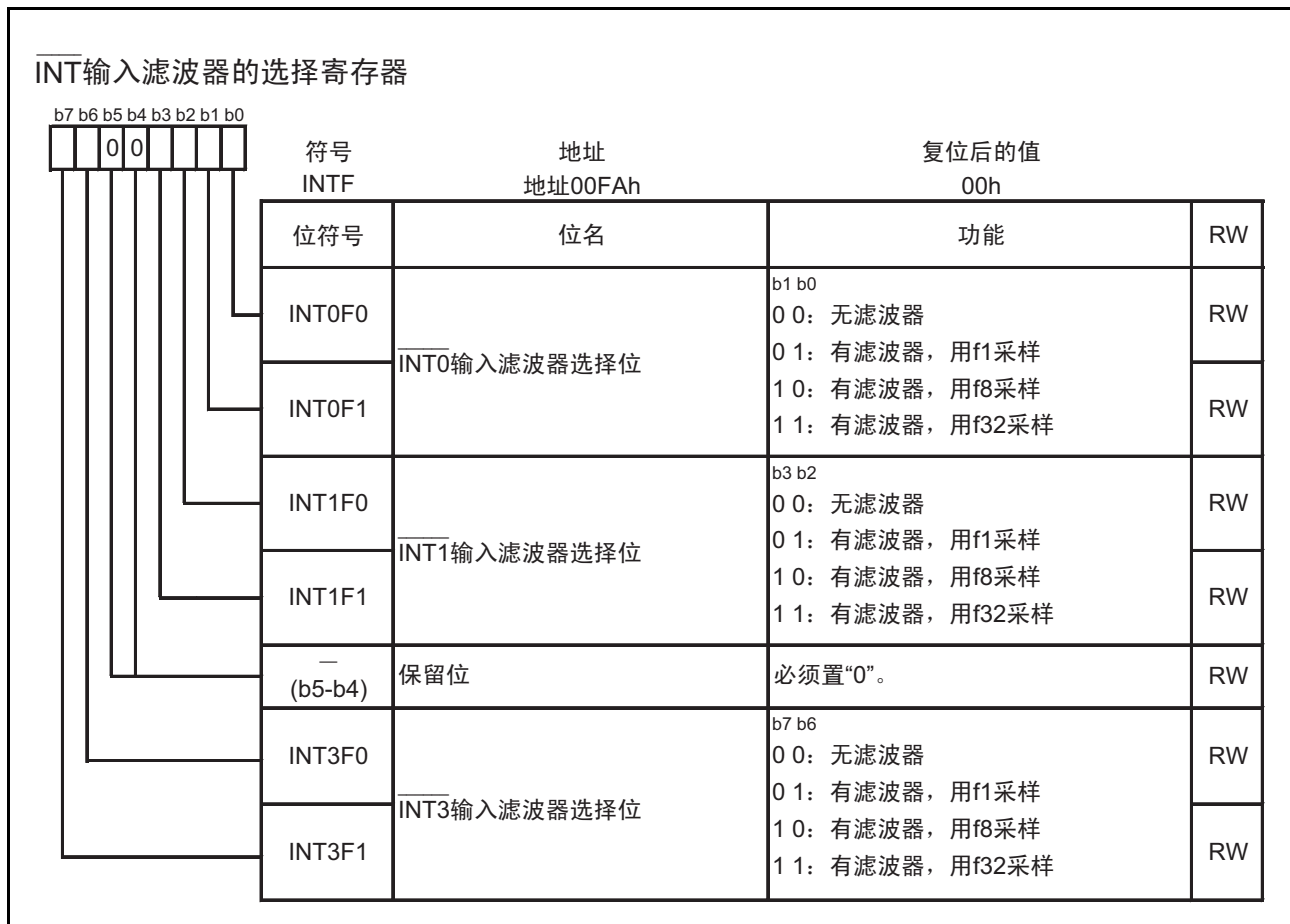 INT输入滤波器的选择寄存器
b7 b6 b5 b4 b3 b2 b1 b0
0 0
符号 地址 复位后的值
INTF 地址00FAh 00h
位符号 位名 功能 RW
INT0F0 RW
INT0F1 RW
INT0输入滤波器选择位
b1 b0
0 0：无滤波器
0 1：有滤波器，用f1采样
1 0：有滤波器，用f8采样
1 1：有滤波器，用f32采样
INT1F0 RW
INT1F1 RW
INT1输入滤波器选择位
b3 b2
0 0：无滤波器
0 1：有滤波器，用f1采样
1 0：有滤波器，用f8采样
1 1：有滤波器，用f32采样
—
(b5-b4) 保留位 必须置“0”。 RW
INT3F0 RW
INT3F1 RW
INT3输入滤波器选择位
b7 b6
0 0：无滤波器
0 1：有滤波器，用f1采样
1 0：有滤波器，用f8采样
1 1：有滤波器，用f32采样